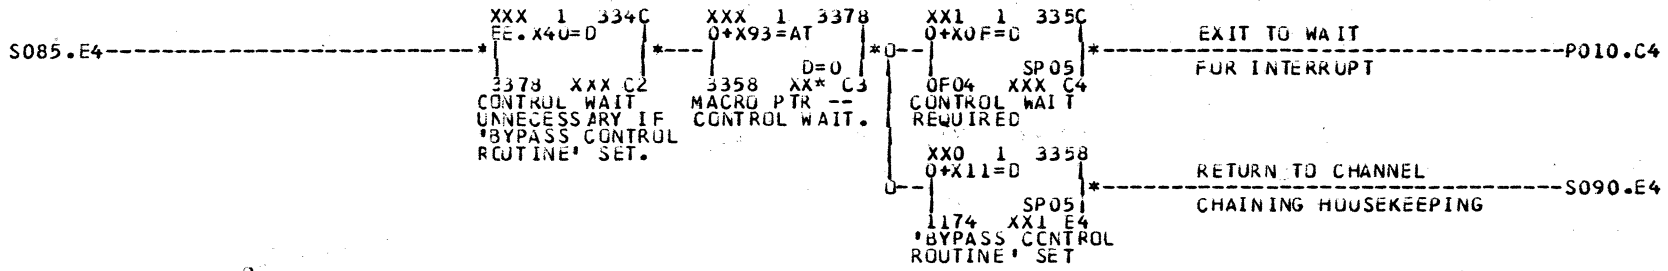 XXX 1 334C XXX 1 3378 XX1 1 335C
EE.X40=D 0+X93=AT 0+X0F=D EXIT TO WAIT
S085.E4 * *--- *0-- *--- P010.C4
D=0 SP05 FOR INTERRUPT
3378 XXX C2 3358 XX* C3 0F04 XXX C4
CONTROL WAIT MACRO PTR -- CONTROL WAIT
UNNECESSARY IF CONTROL WAIT. REQUIRED
'BYPASS CONTROL
ROUTINE' SET.
XX0 1 3358
0+X11=D RETURN TO CHANNEL
0-- *--- S090.E4
SP05 CHAINING HOUSEKEEPING
1174 XX1 E4
'BYPASS CONTROL
ROUTINE' SET